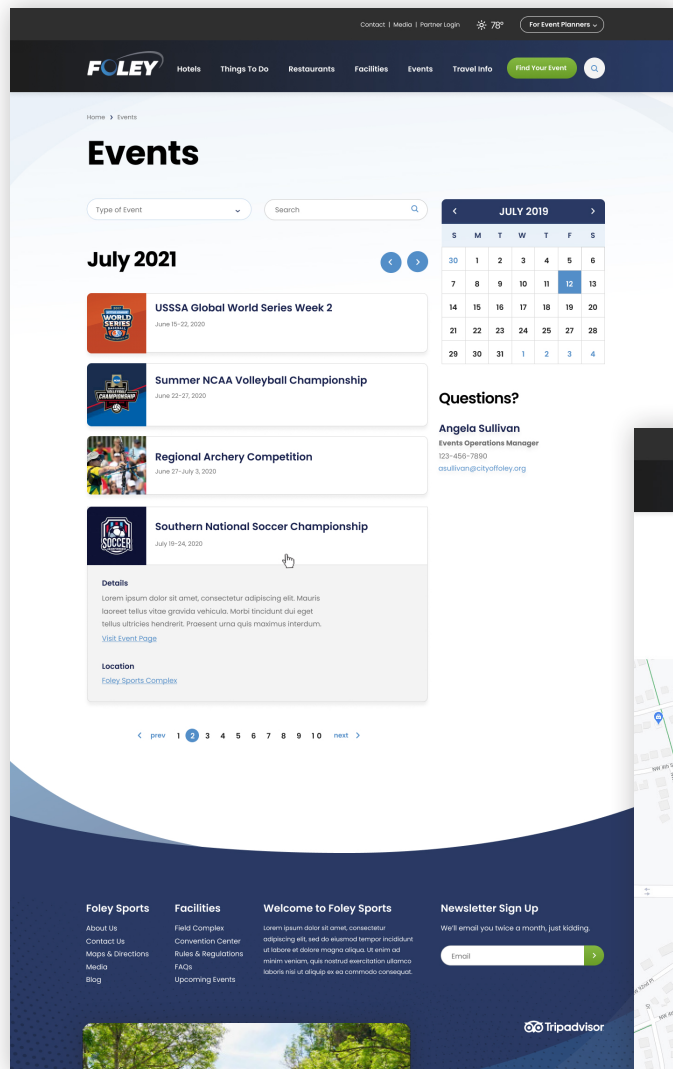 Contact | Media | Partner Login
78°
For Event Planners
FOLEY
Hotels
Things To Do
Restaurants
Facilities
Events
Travel Info
Find Your Event
Home > Events
Events
Type of Event
Search
July 2021
WORLD
SERIES
USSSA Global World Series Week 2
June 15-22, 2020
CHAMPIONSHIP
Summer NCAA Volleyball Championship
June 22-27, 2020
Regional Archery Competition
June 27-July 3, 2020
SOCCER
Southern National Soccer Championship
July 19-24, 2020
Details
Lorem ipsum dolor sit amet, consectetur adipiscing elit. Mauris
laoreet tellus vitae gravida vehicula. Morbi tincidunt dui eget
tellus ultricies hendrerit. Praesent urna quis maximus interdum.
Visit Event Page
Location
Foley Sports Complex
< prev 1 2 3 4 5 6 7 8 9 10 next >
< JULY 2019 >
S M T W T F S
30 1 2 3 4 5 6
7 8 9 10 11 12 13
14 15 16 17 18 19 20
21 22 23 24 25 27 28
29 30 31 1 2 3 4
Questions?
Angela Sullivan
Events Operations Manager
123-456-7890
asullivan@cityoffoley.org
Foley Sports
About Us
Contact Us
Maps & Directions
Media
Blog
Facilities
Field Complex
Convention Center
Rules & Regulations
FAQs
Upcoming Events
Welcome to Foley Sports
Lorem ipsum dolor sit amet, consectetur
adipiscing elit, sed do eiusmod tempor incididunt
ut labore et dolore magna aliqua. Ut enim ad
minim veniam, quis nostrud exercitation ullamco
laboris nisi ut aliquip ex ea commodo consequat.
Newsletter Sign Up
We'll email you twice a month, just kidding.
Email
Tripadvisor